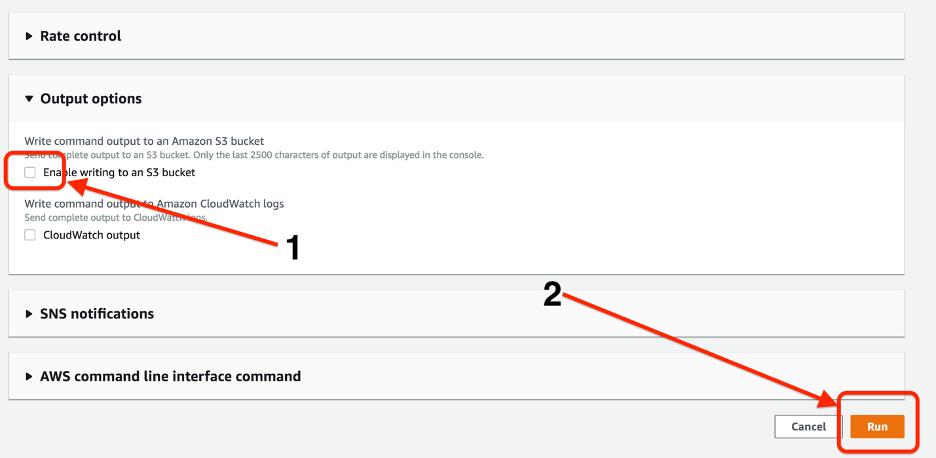 Rate control
Output options
Write command output to an Amazon S3 bucket
Send complete output to an S3 bucket. Only the last 2500 characters of output are displayed in the console.
Enable writing to an S3 bucket
Write command output to Amazon CloudWatch logs
Send complete output to CloudWatch logs.
CloudWatch output
1
2
SNS notifications
AWS command line interface command
Cancel Run